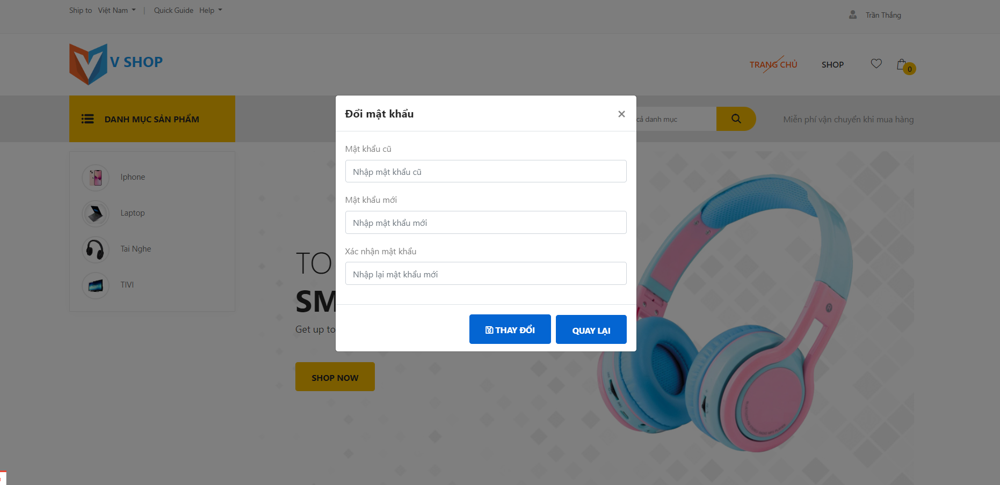 Ship to Việt Nam | Quick Guide Help
Trần Thắng
V SHOP
TRANG CHỦ SHOP
0
DANH MỤC SẢN PHẨM
cả danh mục
Miễn phí vận chuyển khi mua hàng
Iphone
Laptop
Tai Nghe
TIVI
Đổi mật khẩu ×
Mật khẩu cũ
Nhập mật khẩu cũ
Mật khẩu mới
Nhập mật khẩu mới
Xác nhận mật khẩu
Nhập lại mật khẩu mới
THAY ĐỔI QUAY LẠI
TO
SM
Get up to
SHOP NOW